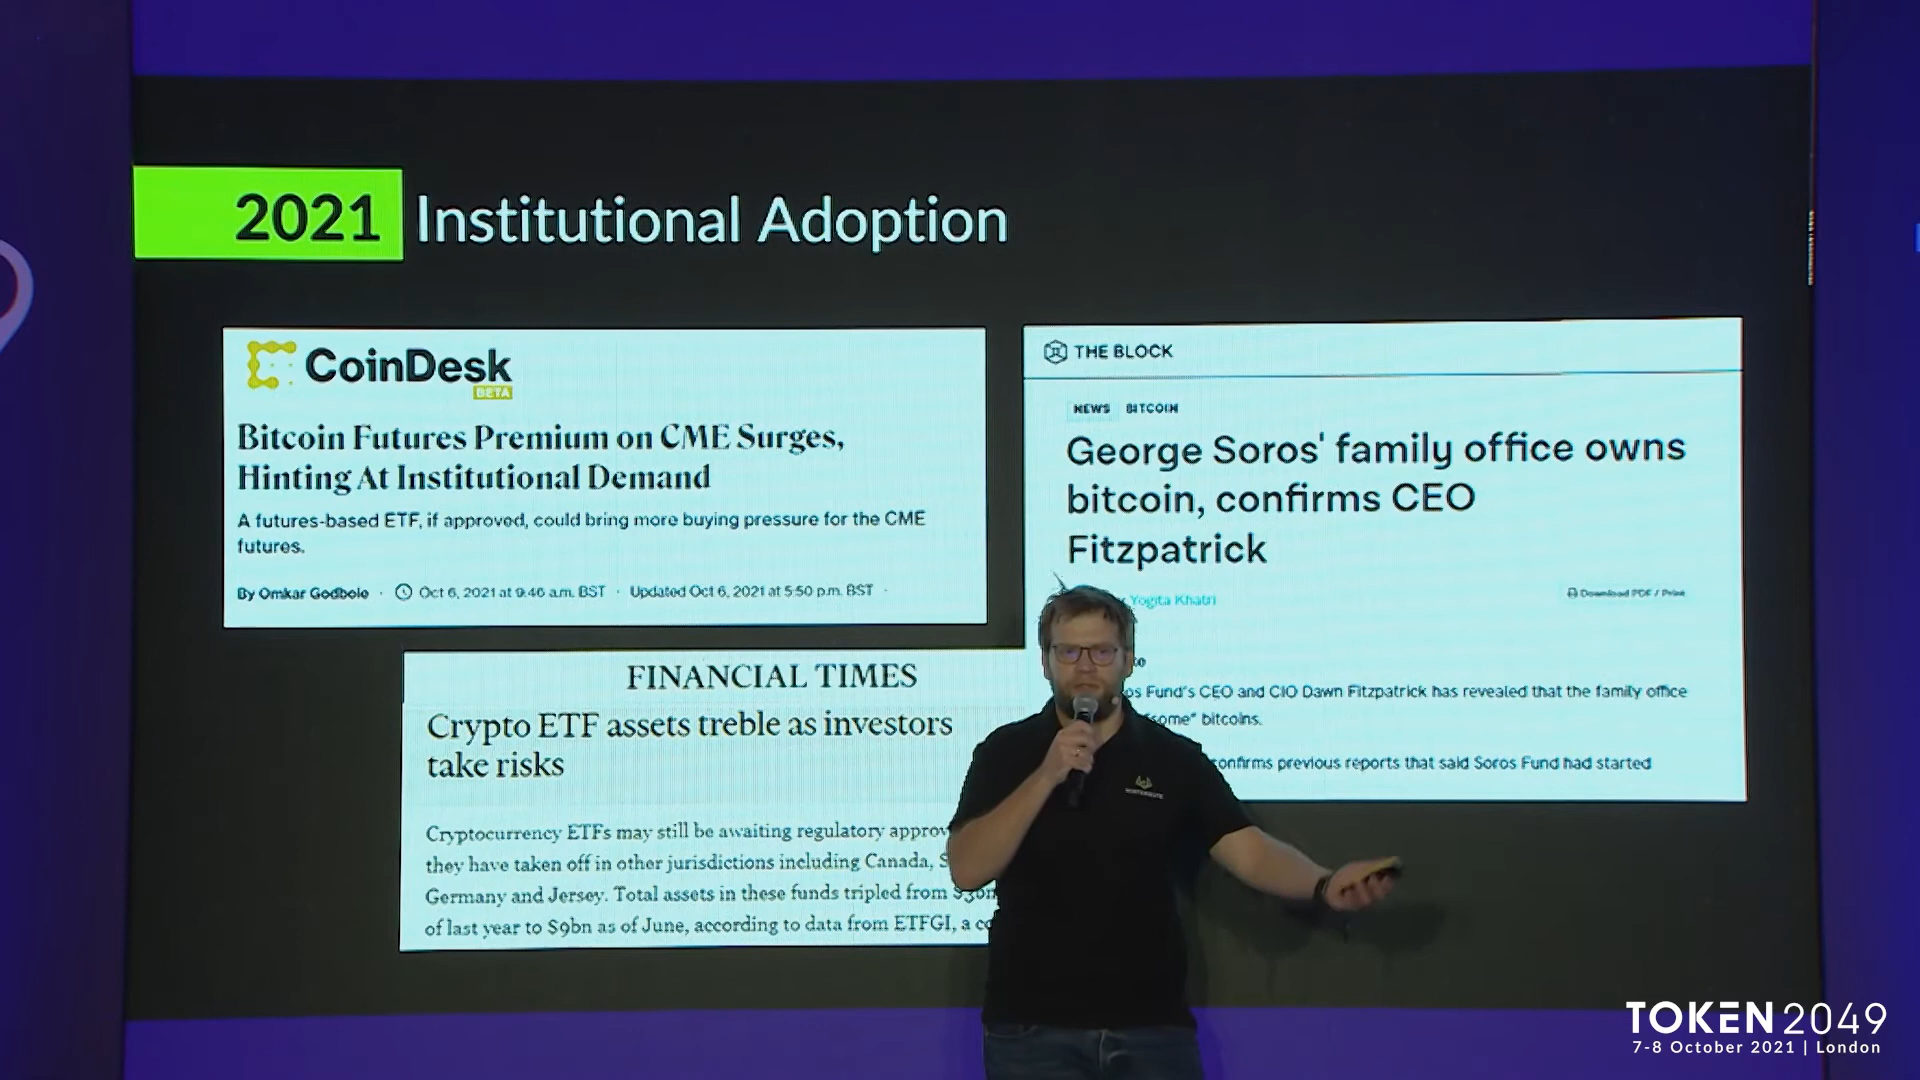 2021 Institutional Adoption
CoinDesk
BETA
Bitcoin Futures Premium on CME Surges,
Hinting At Institutional Demand
A futures-based ETF, if approved, could bring more buying pressure for the CME
futures.
By Omkar Godbole · Oct 6, 2021 at 9:46 a.m. BST · Updated Oct 6, 2021 at 5:50 p.m. BST
THE BLOCK
NEWS BITCOIN
George Soros' family office owns
bitcoin, confirms CEO
Fitzpatrick
Yogita Khatri
Download PDF / Print
os Fund's CEO and CIO Dawn Fitzpatrick has revealed that the family office
"some" bitcoins.
onfirms previous reports that said Soros Fund had started
FINANCIAL TIMES
Crypto ETF assets treble as investors
take risks
Cryptocurrency ETFs may still be awaiting regulatory approv
they have taken off in other jurisdictions including Canada, S
Germany and Jersey. Total assets in these funds tripled from $3bn
of last year to $9bn as of June, according to data from ETFGI, a co
WINTERMUTE
TOKEN2049
7-8 October 2021 | London